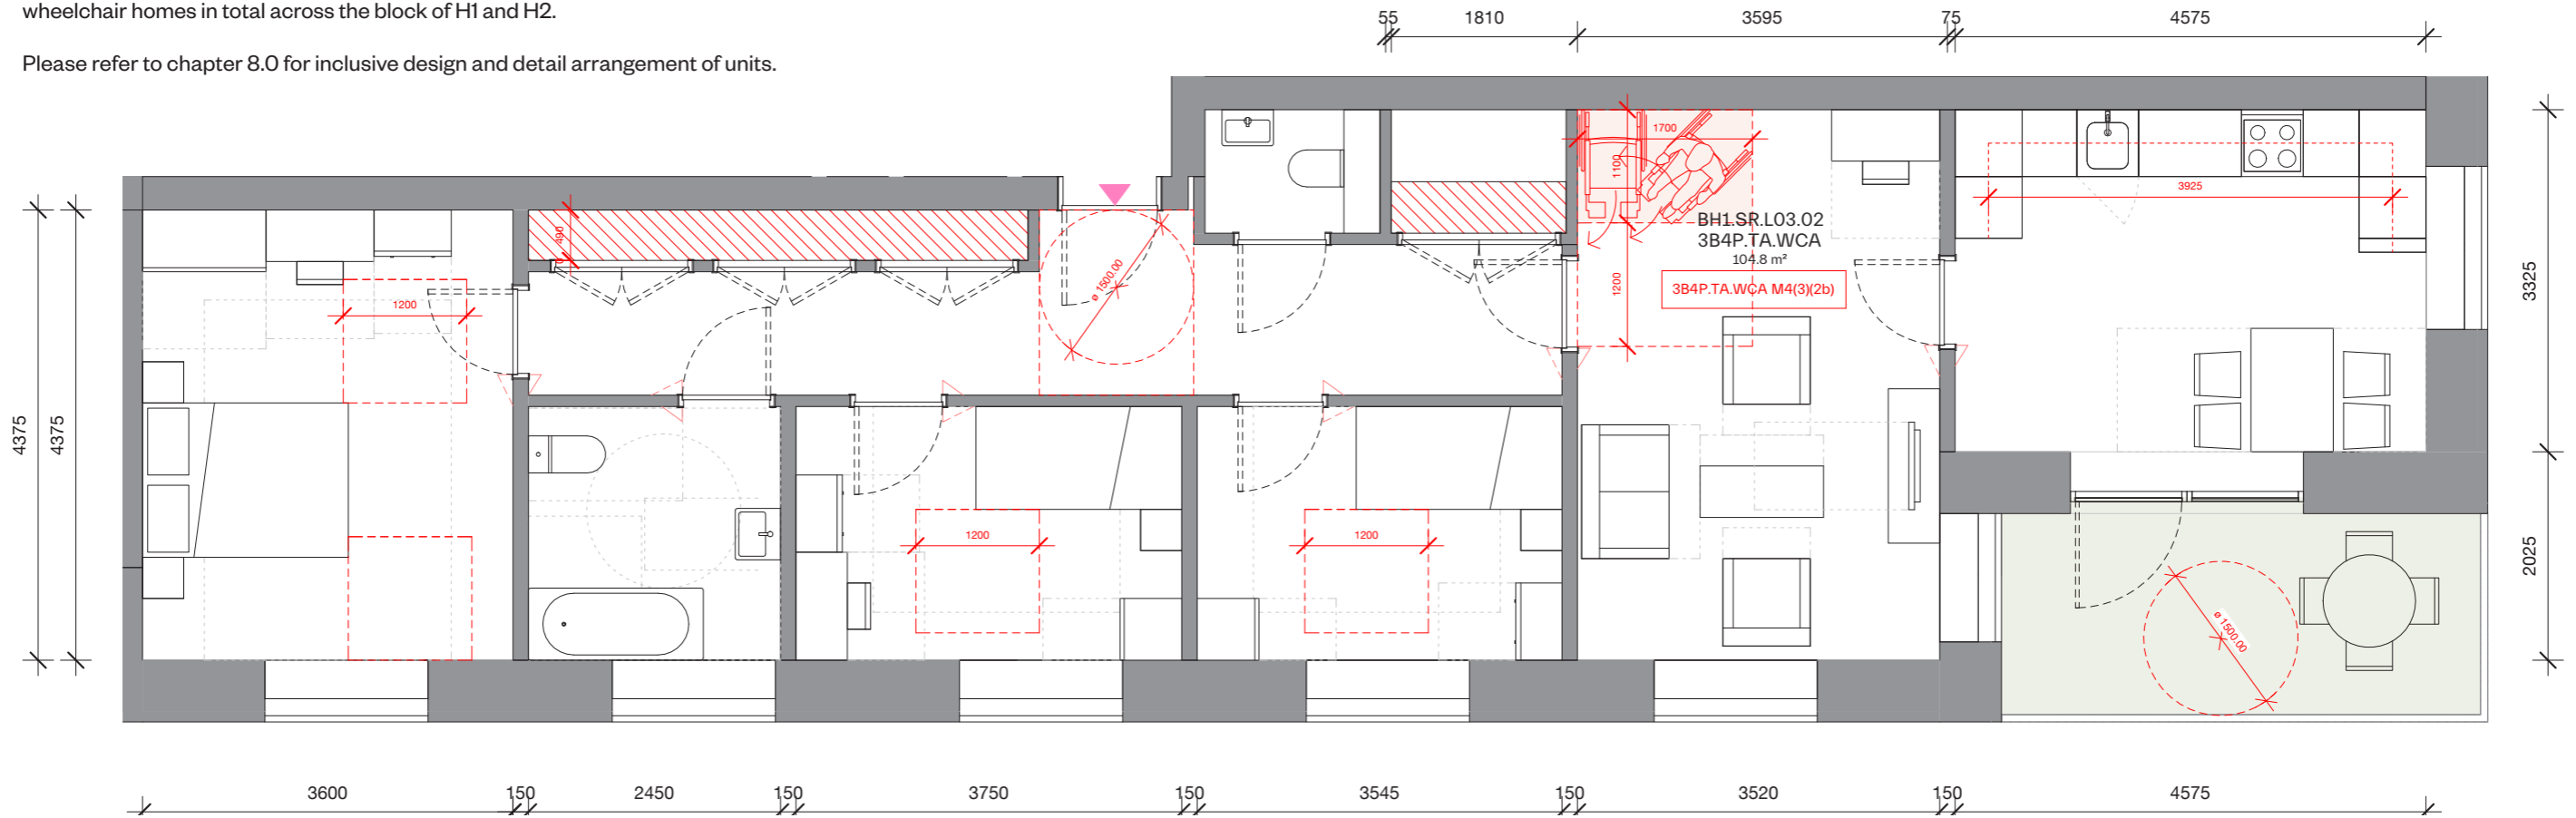 wheelchair homes in total across the block of H1 and H2.
Please refer to chapter 8.0 for inclusive design and detail arrangement of units.
55 1810 3595 75 4575
1700
1100
490
3925
BH1.SR.L03.02
3B4P.TA.WCA
104.8 m²
3B4P.TA.WCA M4(3)(2b)
ø 1500.00
1200
1200
3325
4375
4375
1200
1200
2025
ø 1500.00
3600 150 2450 150 3750 150 3545 150 3520 150 4575